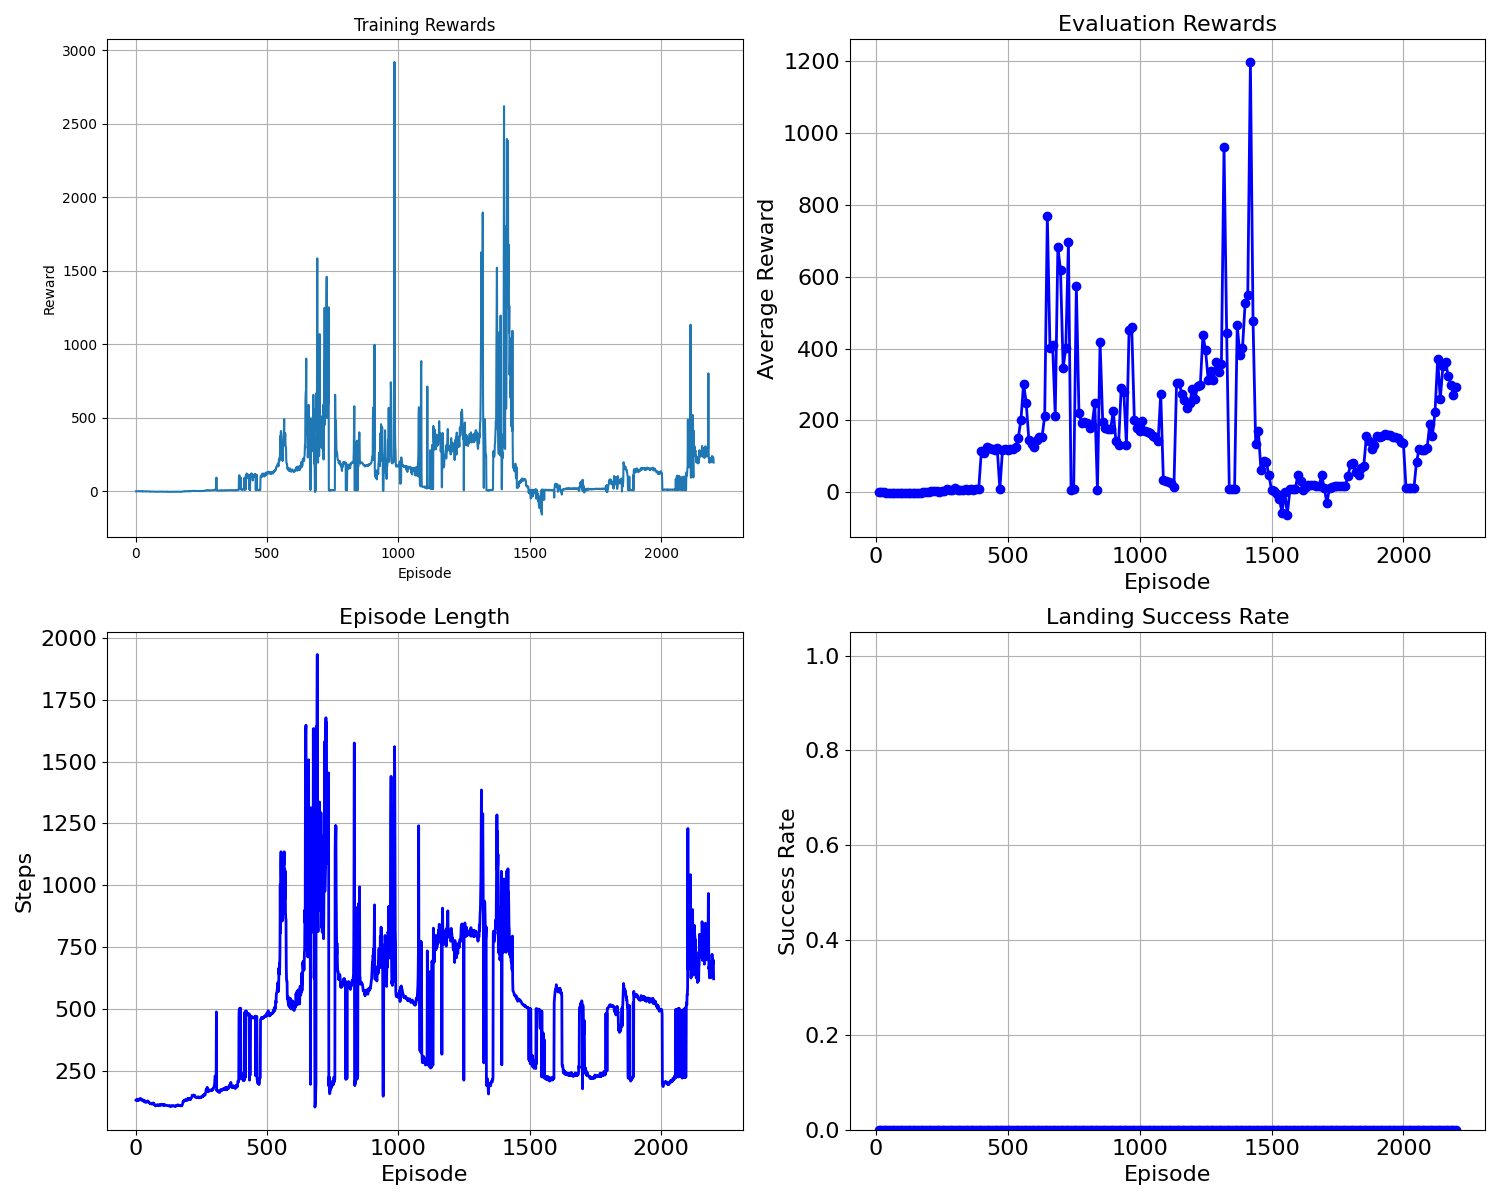 Training Rewards
3000
2500
2000
1500
1000
500
0
Reward
0 500 1000 1500 2000
Episode
Evaluation Rewards
1200
1000
800
600
400
200
0
Average Reward
0 500 1000 1500 2000
Episode
Episode Length
2000
1750
1500
1250
1000
750
500
250
Steps
0 500 1000 1500 2000
Episode
Landing Success Rate
1.0
0.8
0.6
0.4
0.2
0.0
Success Rate
0 500 1000 1500 2000
Episode